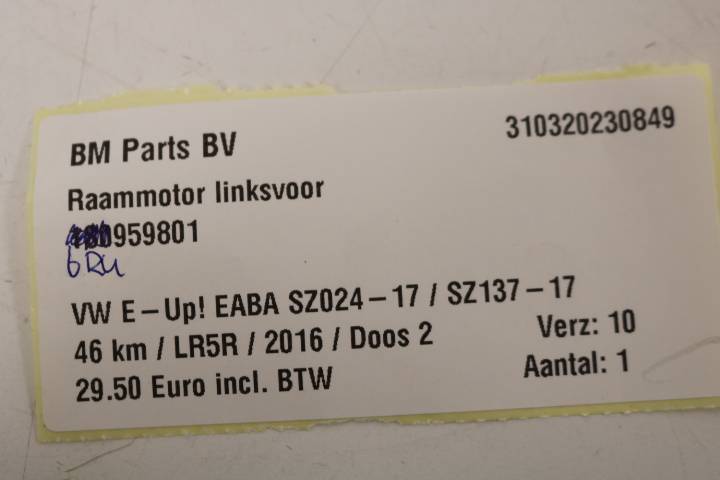 BM Parts BV
310320230849
Raammotor linksvoor
959801
6RU
VW E-Up! EABA SZ024-17 / SZ137-17
46 km / LR5R / 2016 / Doos 2
Verz: 10
29.50 Euro incl. BTW
Aantal: 1